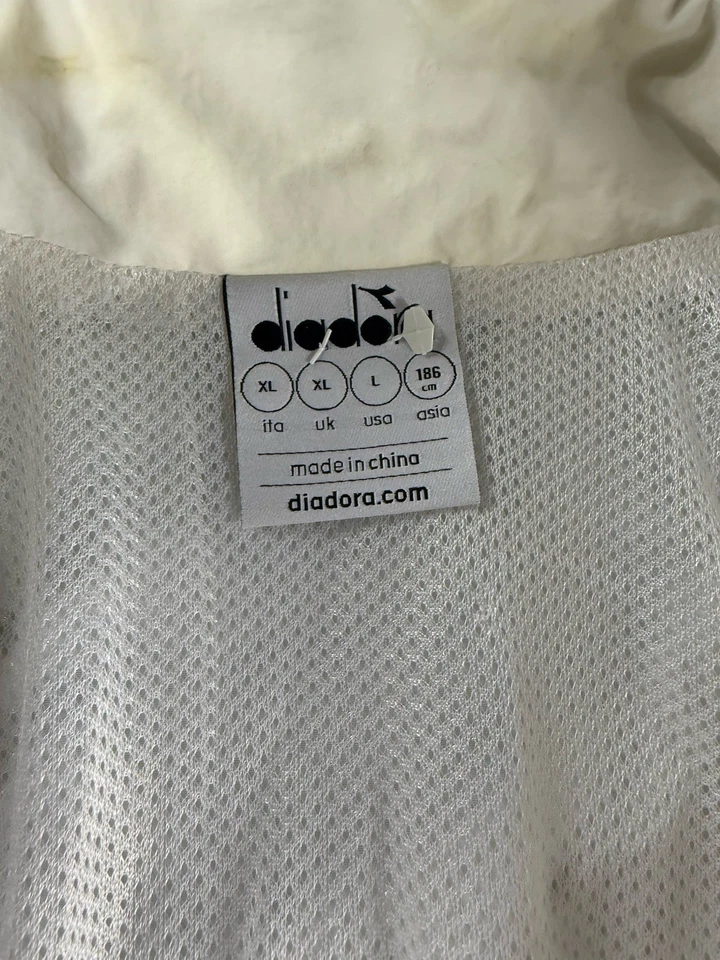 diadora
XL XL L 186 cm
ita uk usa asia
made in china
diadora.com